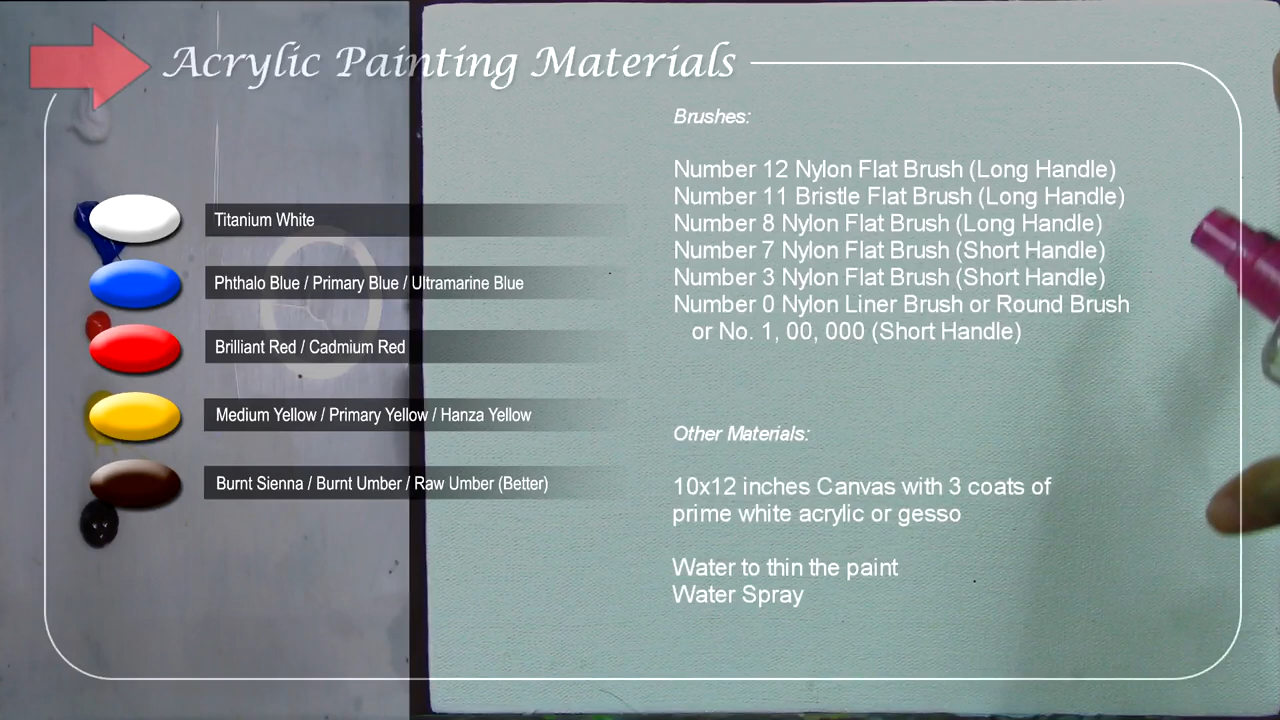 Acrylic Painting Materials
Titanium White
Phthalo Blue / Primary Blue / Ultramarine Blue
Brilliant Red / Cadmium Red
Medium Yellow / Primary Yellow / Hanza Yellow
Burnt Sienna / Burnt Umber / Raw Umber (Better)
Brushes:
Number 12 Nylon Flat Brush (Long Handle)
Number 11 Bristle Flat Brush (Long Handle)
Number 8 Nylon Flat Brush (Long Handle)
Number 7 Nylon Flat Brush (Short Handle)
Number 3 Nylon Flat Brush (Short Handle)
Number 0 Nylon Liner Brush or Round Brush
or No. 1, 00, 000 (Short Handle)
Other Materials:
10x12 inches Canvas with 3 coats of
prime white acrylic or gesso
Water to thin the paint
Water Spray